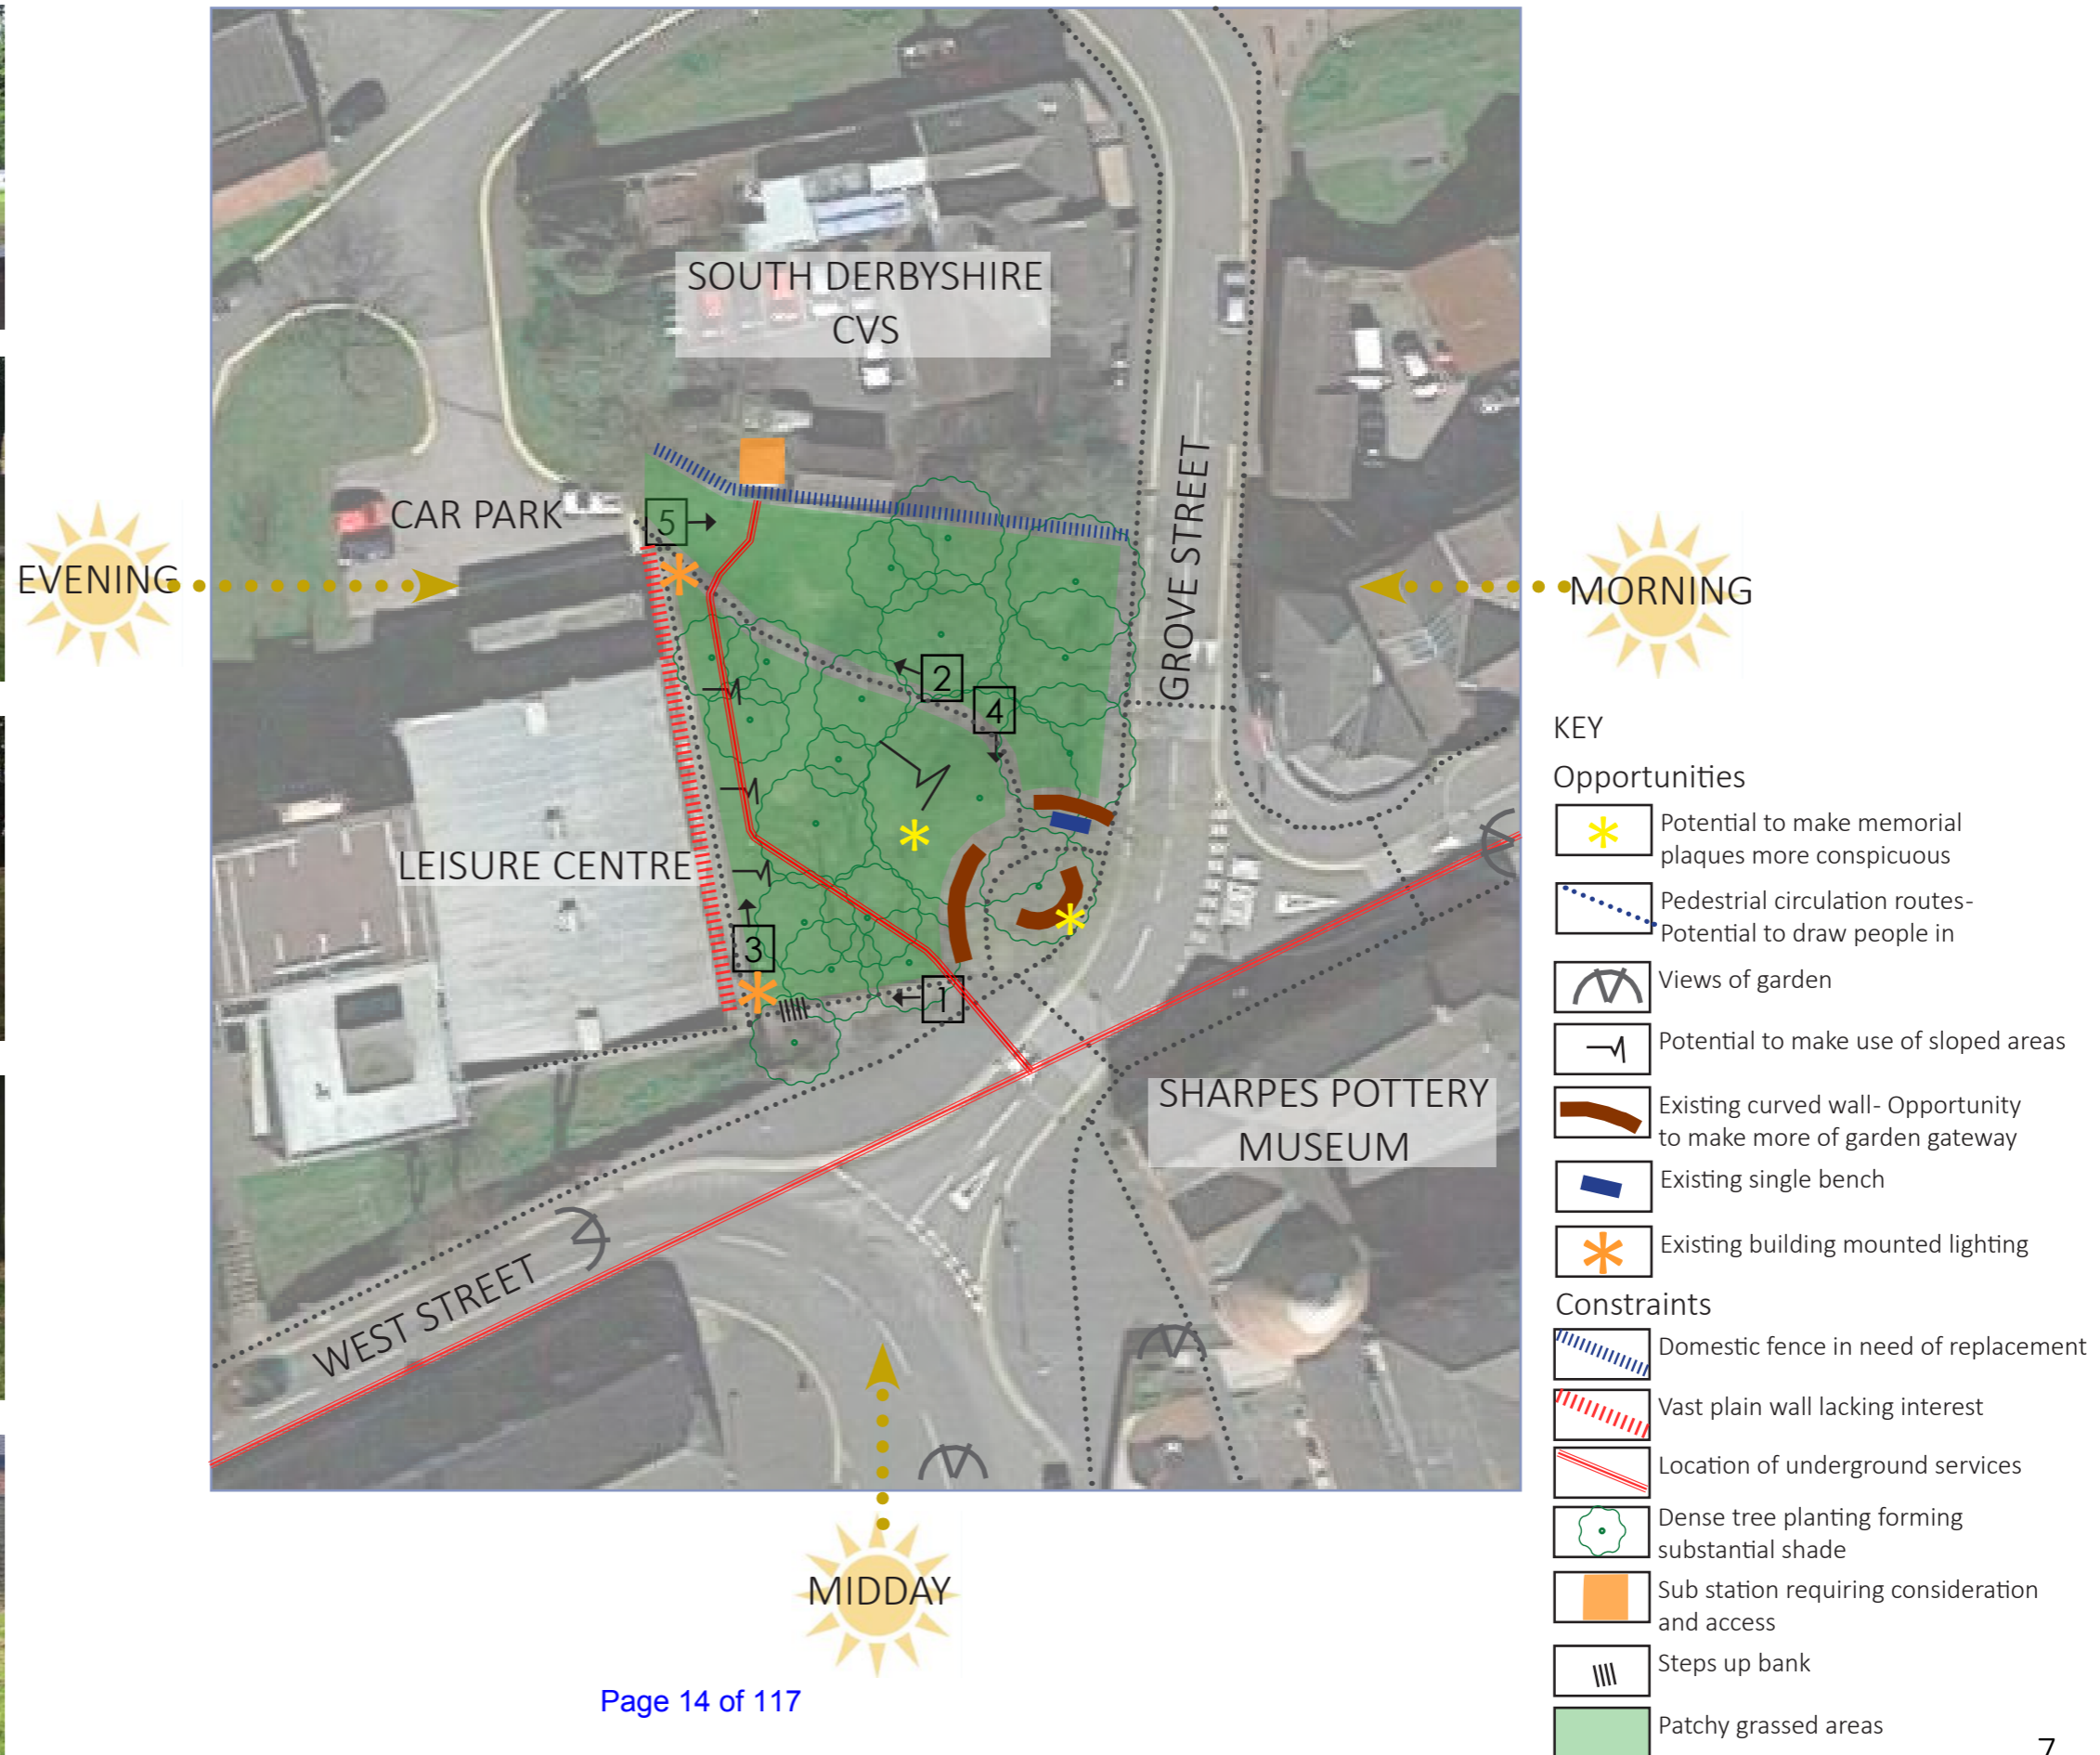 SOUTH DERBYSHIRE
CVS
CAR PARK
5
EVENING
MORNING
GROVE STREET
2
4
LEISURE CENTRE
3
1
SHARPES POTTERY
MUSEUM
WEST STREET
MIDDAY
KEY
Opportunities
Potential to make memorial
plaques more conspicuous
Pedestrial circulation routes-
Potential to draw people in
Views of garden
Potential to make use of sloped areas
Existing curved wall- Opportunity
to make more of garden gateway
Existing single bench
Existing building mounted lighting
Constraints
Domestic fence in need of replacement
Vast plain wall lacking interest
Location of underground services
Dense tree planting forming
substantial shade
Sub station requiring consideration
and access
Steps up bank
Patchy grassed areas
Page 14 of 117
7